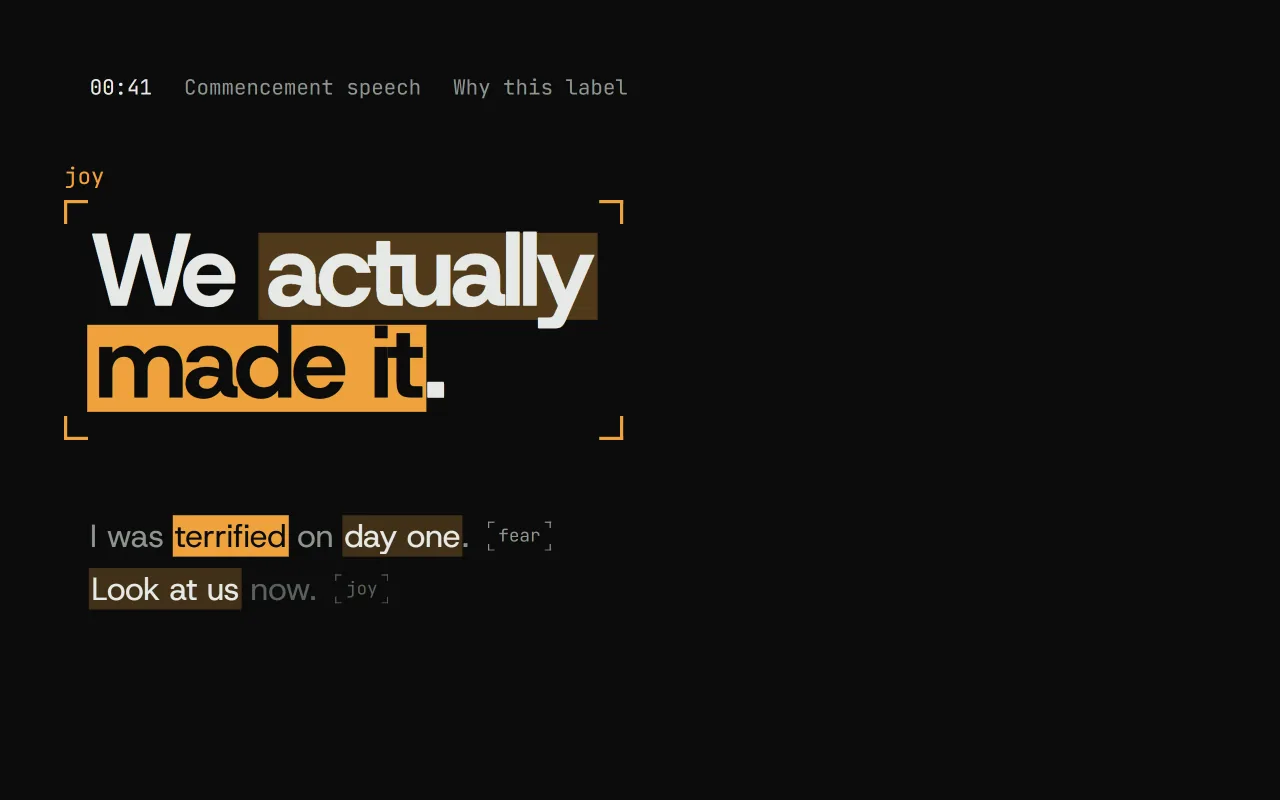 00:41 Commencement speech Why this label
joy
We actually
made it.
I was terrified on day one. fear
Look at us now. joy